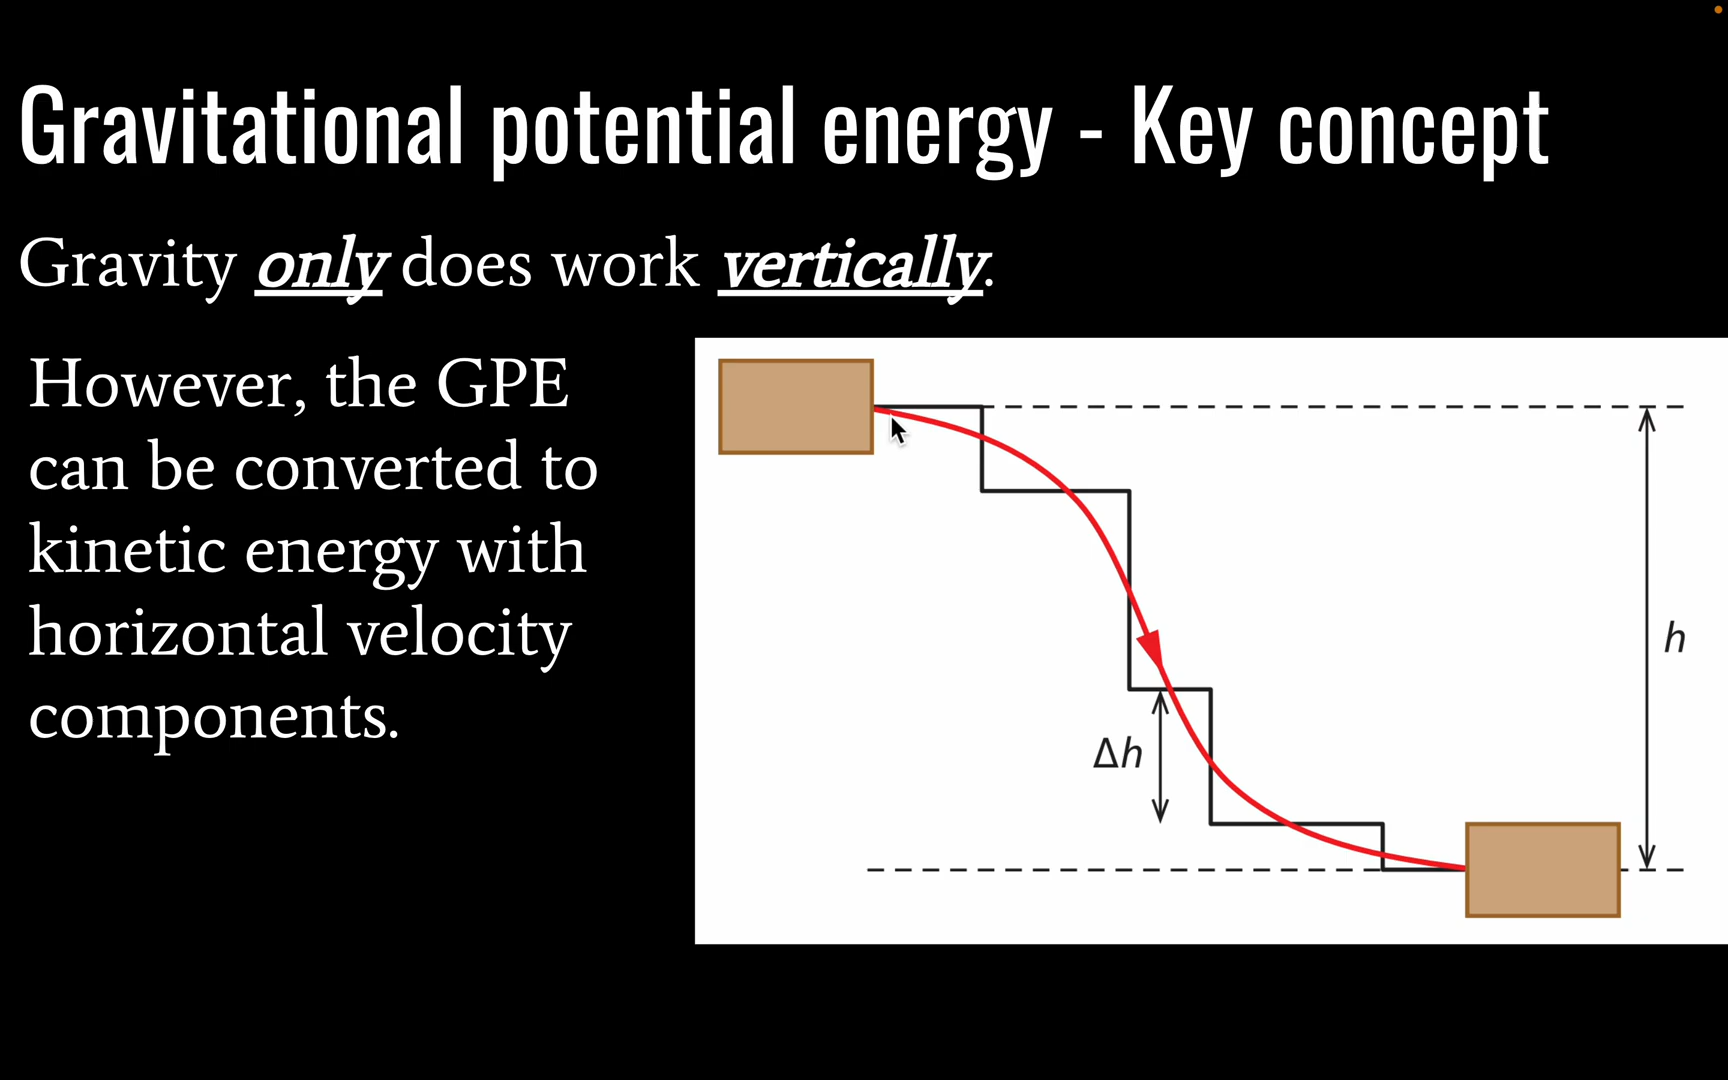 Gravitational potential energy - Key concept
Gravity only does work vertically.
However, the GPE
can be converted to
kinetic energy with
horizontal velocity
components.
h
Δh